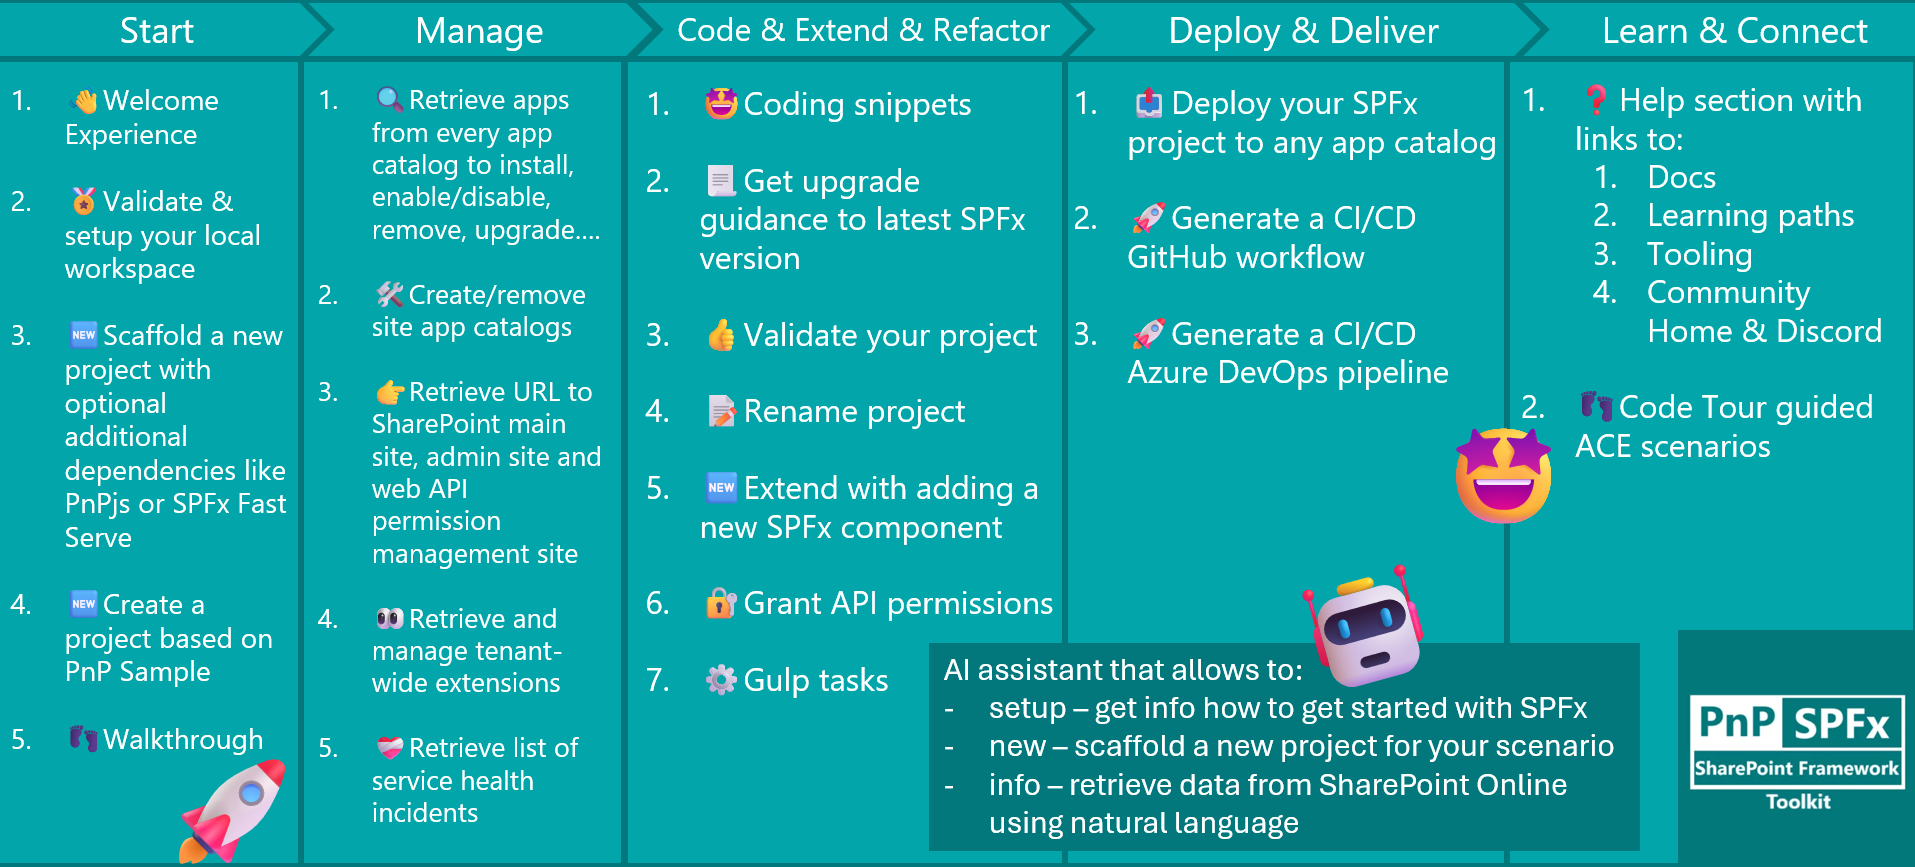 Start
Manage
Code & Extend & Refactor
Deploy & Deliver
Learn & Connect
1. 👋Welcome
Experience
2. 🏅Validate &
setup your local
workspace
3. 🆕Scaffold a new
project with
optional
additional
dependencies like
PnPjs or SPFx Fast
Serve
4. 🆕Create a
project based on
PnP Sample
5. 👣Walkthrough
1. 🔍Retrieve apps
from every app
catalog to install,
enable/disable,
remove, upgrade....
2. 🛠️Create/remove
site app catalogs
3. 👉Retrieve URL to
SharePoint main
site, admin site and
web API
permission
management site
4. 👀Retrieve and
manage tenant-
wide extensions
5. ❤️‍🩹Retrieve list of
service health
incidents
1. 🤩Coding snippets
2. 📃Get upgrade
guidance to latest SPFx
version
3. 👍Validate your project
4. 📝Rename project
5. 🆕Extend with adding a
new SPFx component
6. 🔐Grant API permissions
7. ⚙️Gulp tasks
1. 📤Deploy your SPFx
project to any app catalog
2. 🚀Generate a CI/CD
GitHub workflow
3. 🚀Generate a CI/CD
Azure DevOps pipeline
1. ❓Help section with
links to:
1. Docs
2. Learning paths
3. Tooling
4. Community
Home & Discord
2. 👣Code Tour guided
ACE scenarios
AI assistant that allows to:
- setup – get info how to get started with SPFx
- new – scaffold a new project for your scenario
- info – retrieve data from SharePoint Online
using natural language
PnP SPFx
SharePoint Framework
Toolkit